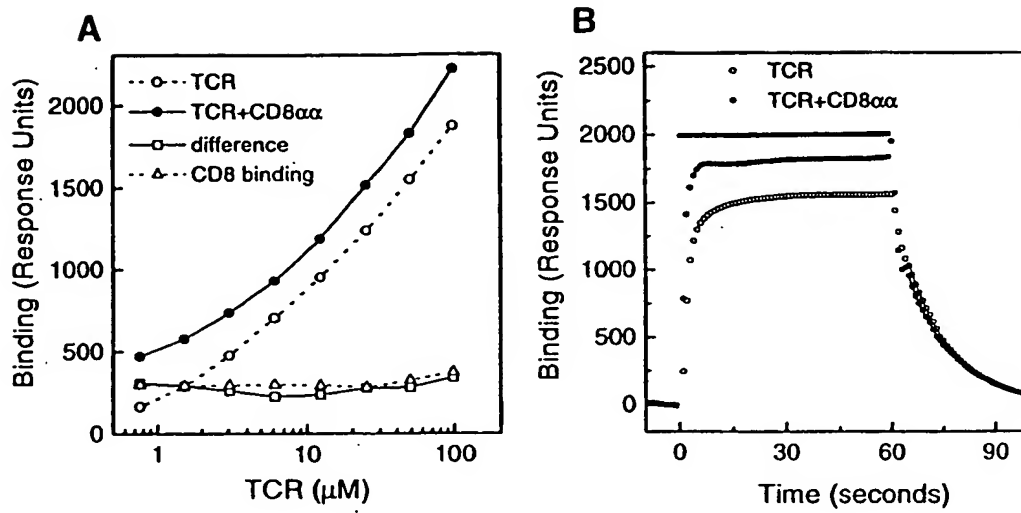 A
Binding (Response Units)
2000
1500
1000
500
0
TCR
TCR+CD8αα
difference
CD8 binding
1
10
100
TCR (μM)
B
Binding (Response Units)
2500
2000
1500
1000
500
0
TCR
TCR+CD8αα
0
30
60
90
Time (seconds)